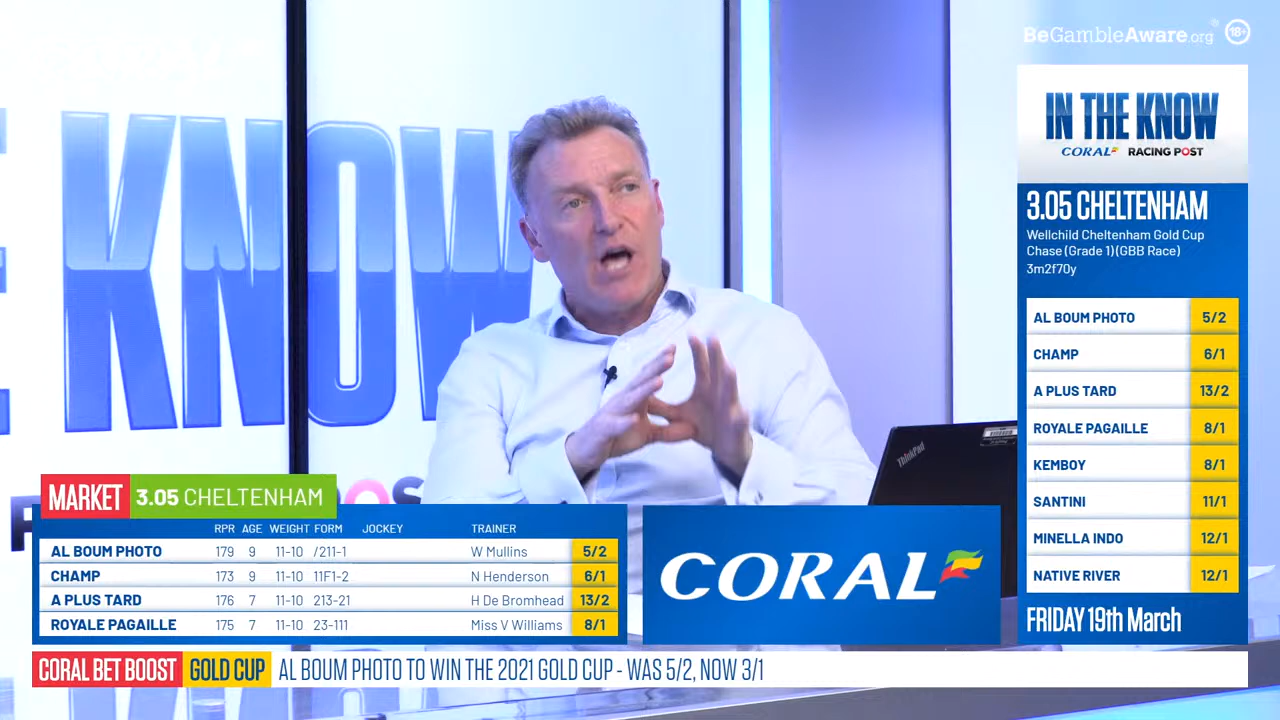 BeGambleAware.org 18+
IN THE KNOW
CORAL RACING POST
3.05 CHELTENHAM
Wellchild Cheltenham Gold Cup
Chase (Grade 1) (GBB Race)
3m2f70y
AL BOUM PHOTO 5/2
CHAMP 6/1
A PLUS TARD 13/2
ROYALE PAGAILLE 8/1
KEMBOY 8/1
SANTINI 11/1
MINELLA INDO 12/1
NATIVE RIVER 12/1
FRIDAY 19th March
KNOW
ThinkPad
MARKET 3.05 CHELTENHAM
RPR AGE WEIGHT FORM JOCKEY TRAINER
AL BOUM PHOTO 179 9 11-10 /211-1 W Mullins 5/2
CHAMP 173 9 11-10 11F1-2 N Henderson 6/1
A PLUS TARD 176 7 11-10 213-21 H De Bromhead 13/2
ROYALE PAGAILLE 175 7 11-10 23-111 Miss V Williams 8/1
CORAL
CORAL BET BOOST GOLD CUP AL BOUM PHOTO TO WIN THE 2021 GOLD CUP - WAS 5/2, NOW 3/1